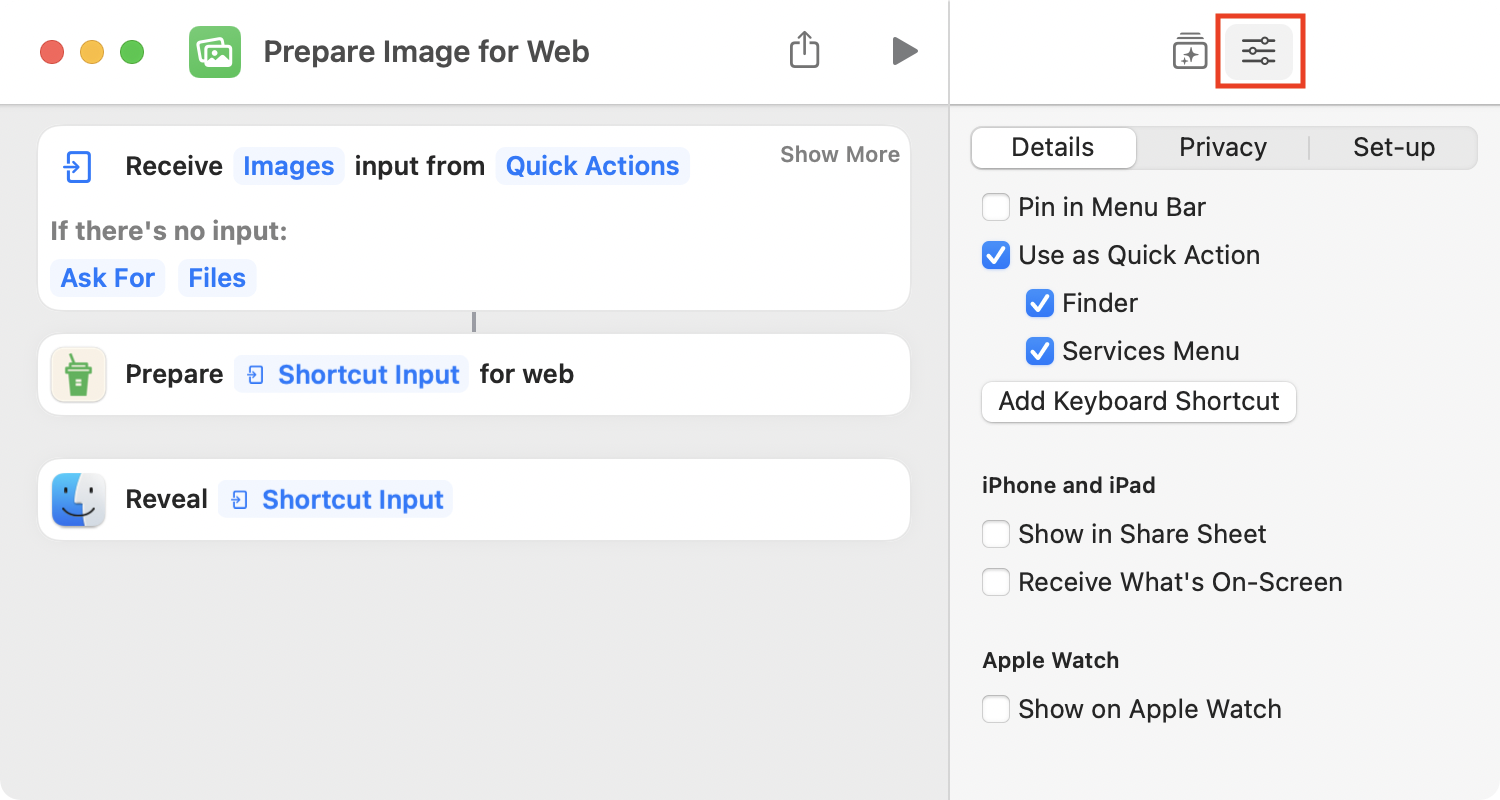 Prepare Image for Web
Receive Images input from Quick Actions
Show More
If there's no input:
Ask For Files
Prepare Shortcut Input for web
Reveal Shortcut Input
Details Privacy Set-up
Pin in Menu Bar
Use as Quick Action
Finder
Services Menu
Add Keyboard Shortcut
iPhone and iPad
Show in Share Sheet
Receive What's On-Screen
Apple Watch
Show on Apple Watch